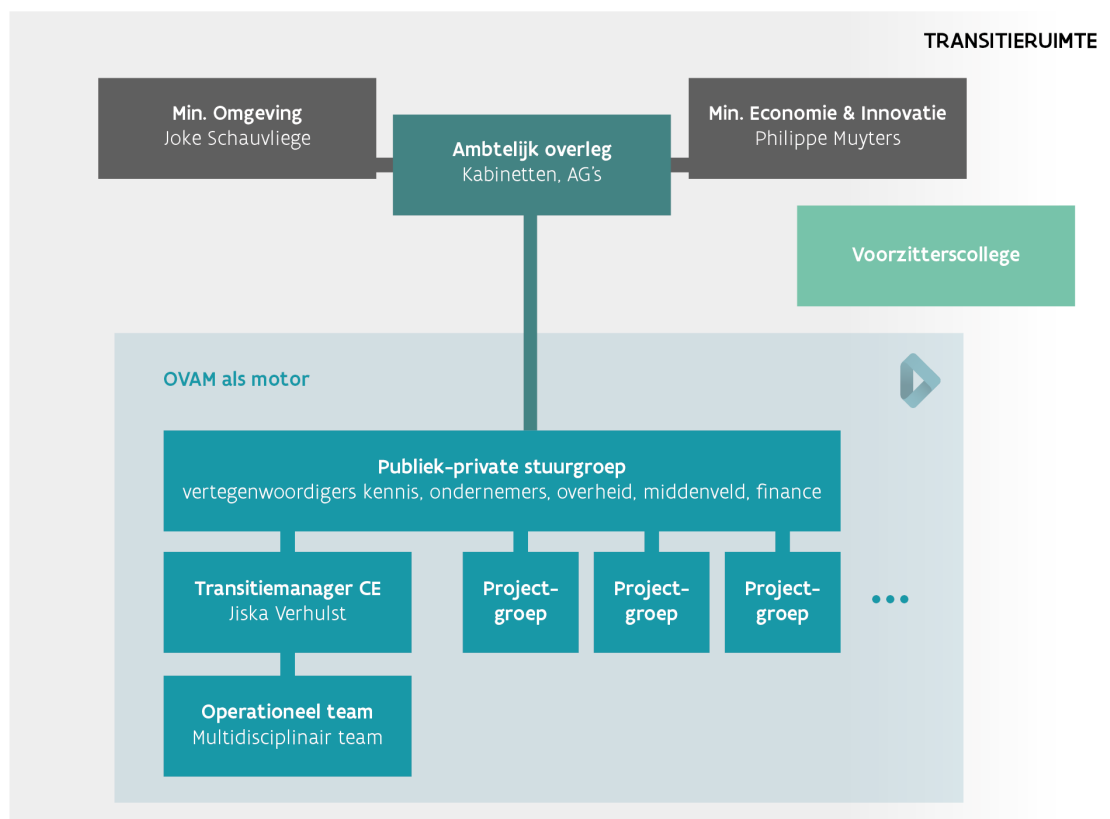 TRANSITIERUIMTE
Min. Omgeving
Joke Schauvliege
Ambtelijk overleg
Kabinetten, AG's
Min. Economie & Innovatie
Philippe Muyters
Voorzitterscollege
OVAM als motor
Publiek-private stuurgroep
vertegenwoordigers kennis, ondernemers, overheid, middenveld, finance
Transitiemanager CE
Jiska Verhulst
Project-
groep
Project-
groep
Project-
groep
...
Operationeel team
Multidisciplinair team